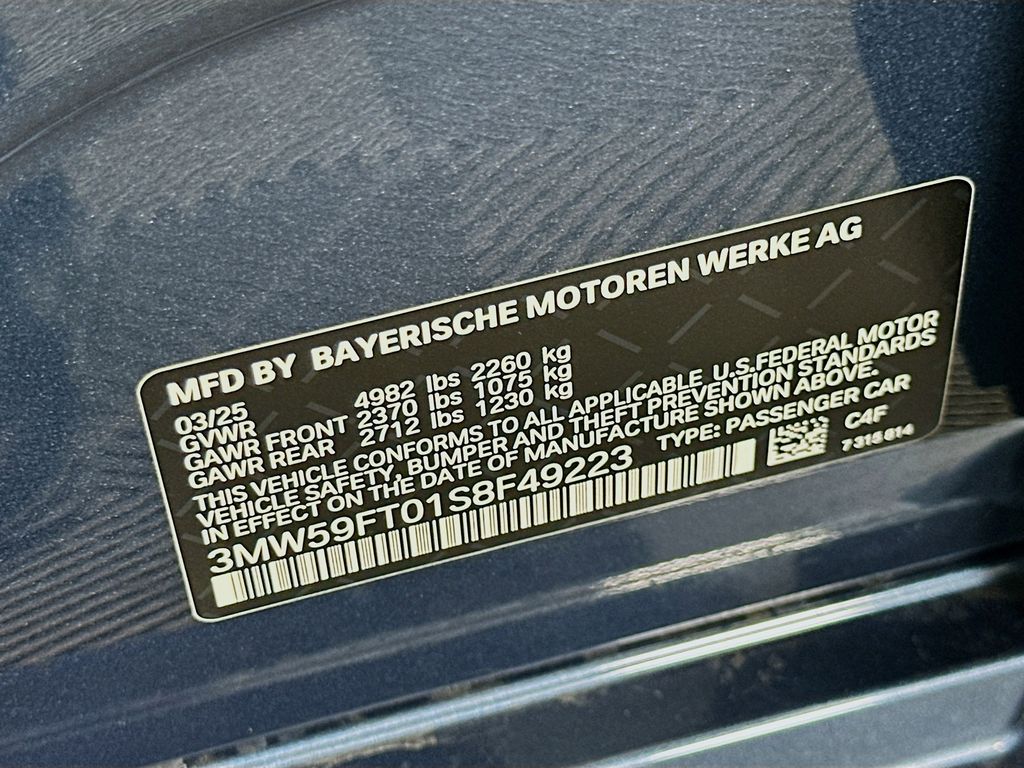 MFD BY BAYERISCHE MOTOREN WERKE AG
03/25
GVWR 4982 lbs 2260 kg
GAWR FRONT 2370 lbs 1075 kg
GAWR REAR 2712 lbs 1230 kg
THIS VEHICLE CONFORMS TO ALL APPLICABLE U.S.FEDERAL MOTOR
VEHICLE SAFETY, BUMPER AND THEFT PREVENTION STANDARDS
IN EFFECT ON THE DATE OF MANUFACTURE SHOWN ABOVE.
3MW59FT01S8F49223 TYPE: PASSENGER CAR
C4F
7 315 614